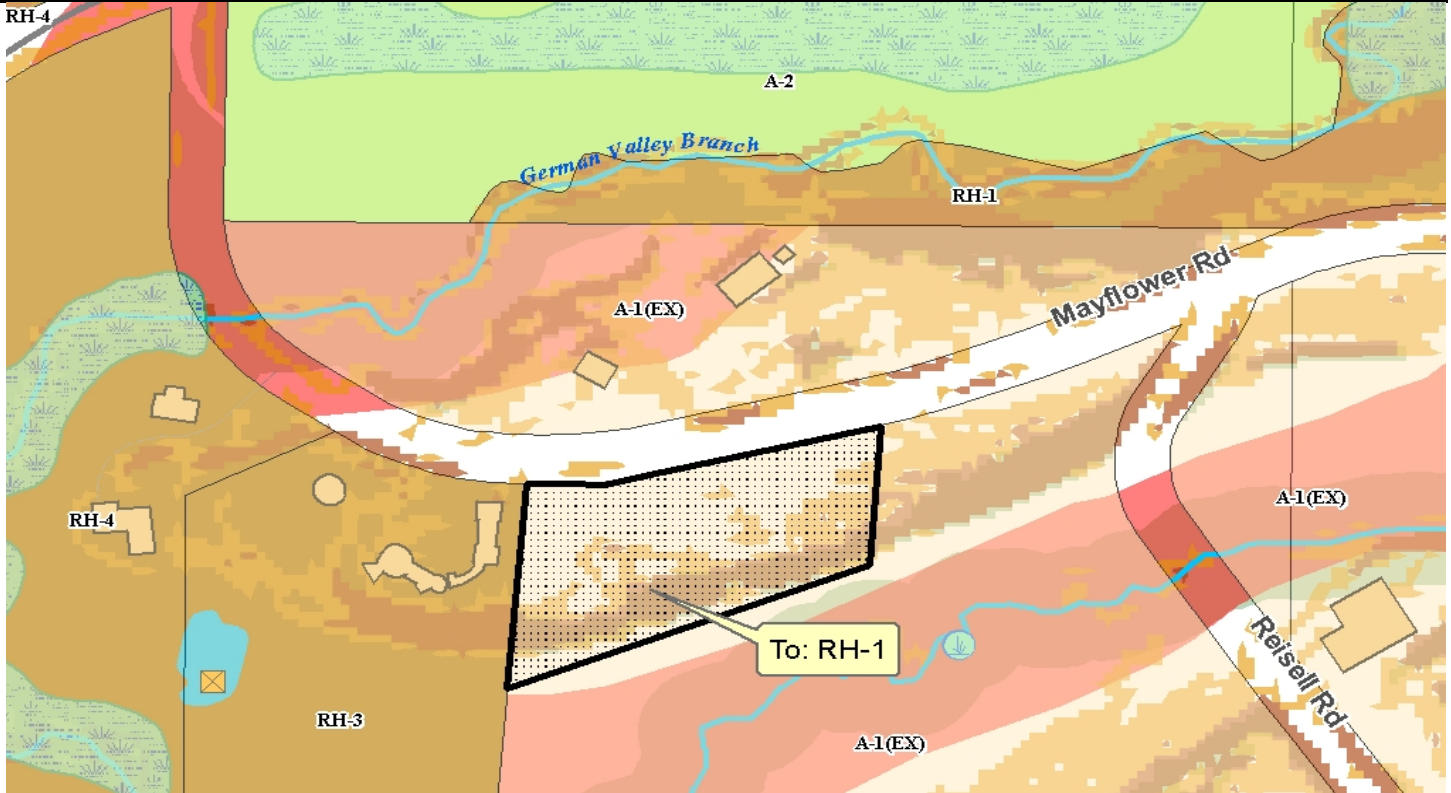 RH-4
A-2
German Valley Branch
RH-1
Mayflower Rd
A-1(EX)
A-1(EX)
RH-4
To: RH-1
Reisell Rd
RH-3
A-1(EX)